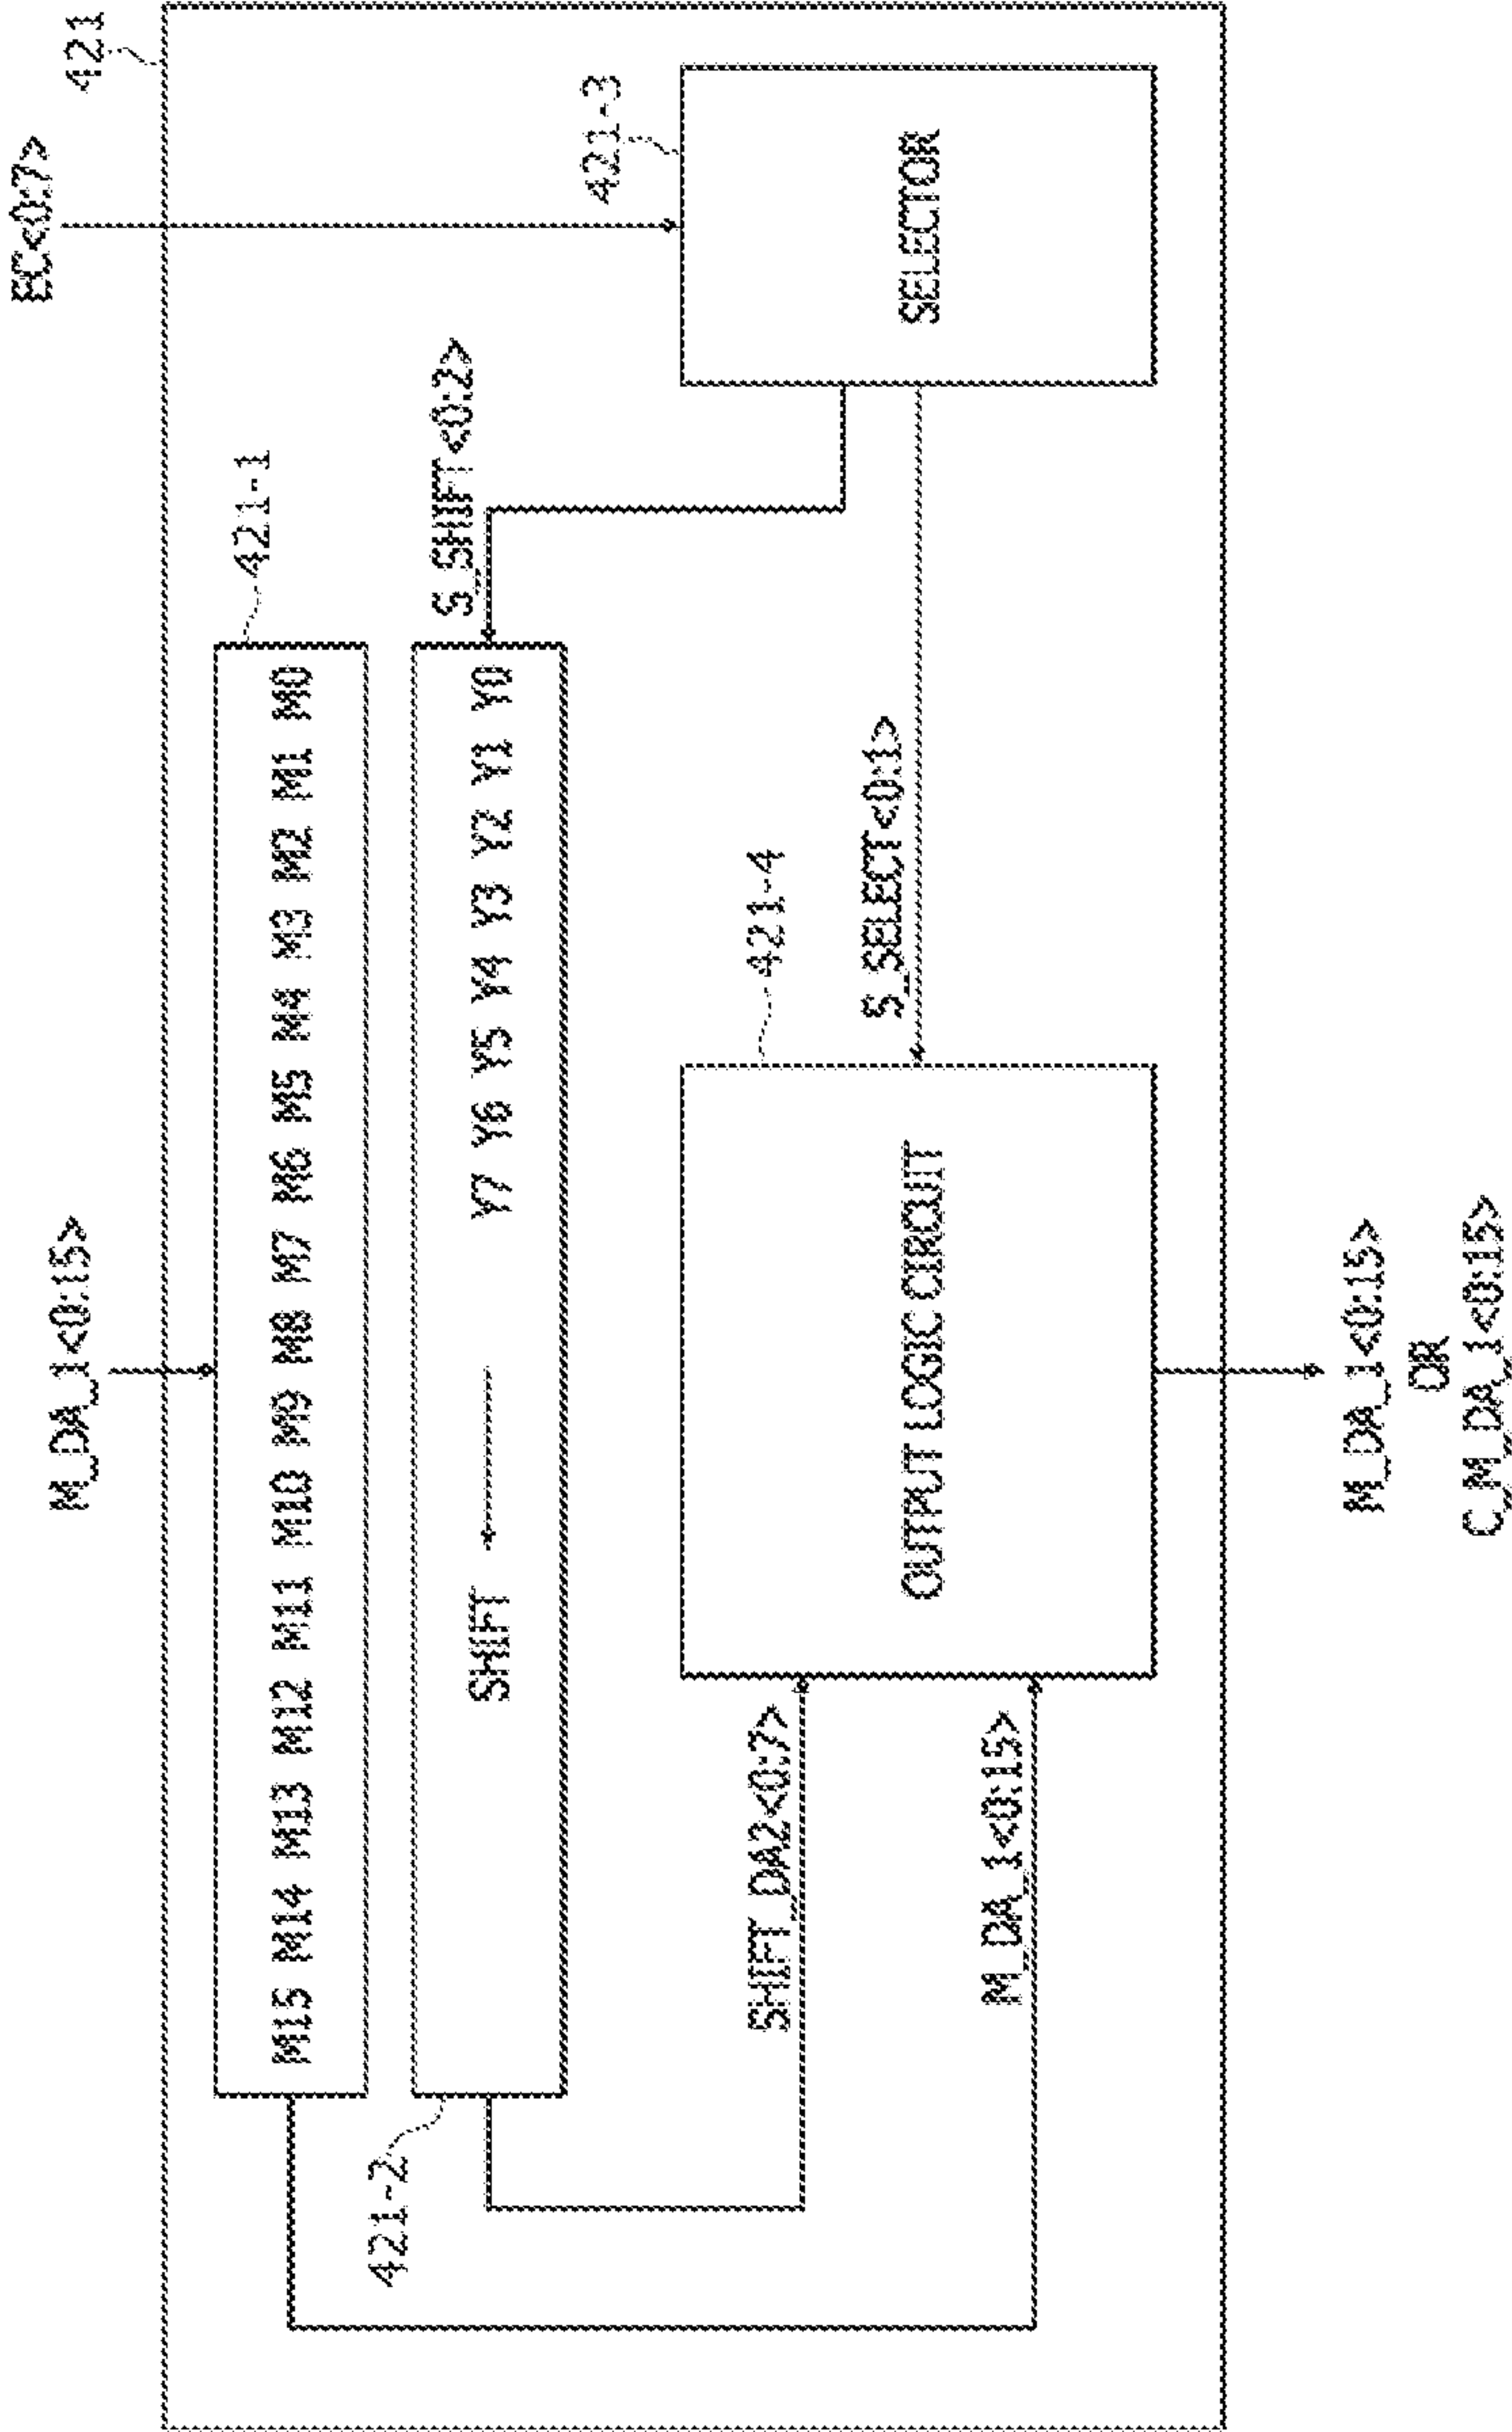 421
M_DA_1<0:15>
EC<0:7>
421-1
M15 M14 M13 M12 M11 M10 M9 M8 M7 M6 M5 M4 M3 M2 M1 M0
S_SHIFT<0:2>
421-2
SHIFT
Y7 Y6 Y5 Y4 Y3 Y2 Y1 Y0
421-3
SHIFT_DA2<0:7>
421-4
S_SELECT<0:1>
OUTPUT LOGIC CIRCUIT
SELECTOR
M_DA_1<0:15>
M_DA_1<0:15>
OR
C_M_DA_1<0:15>